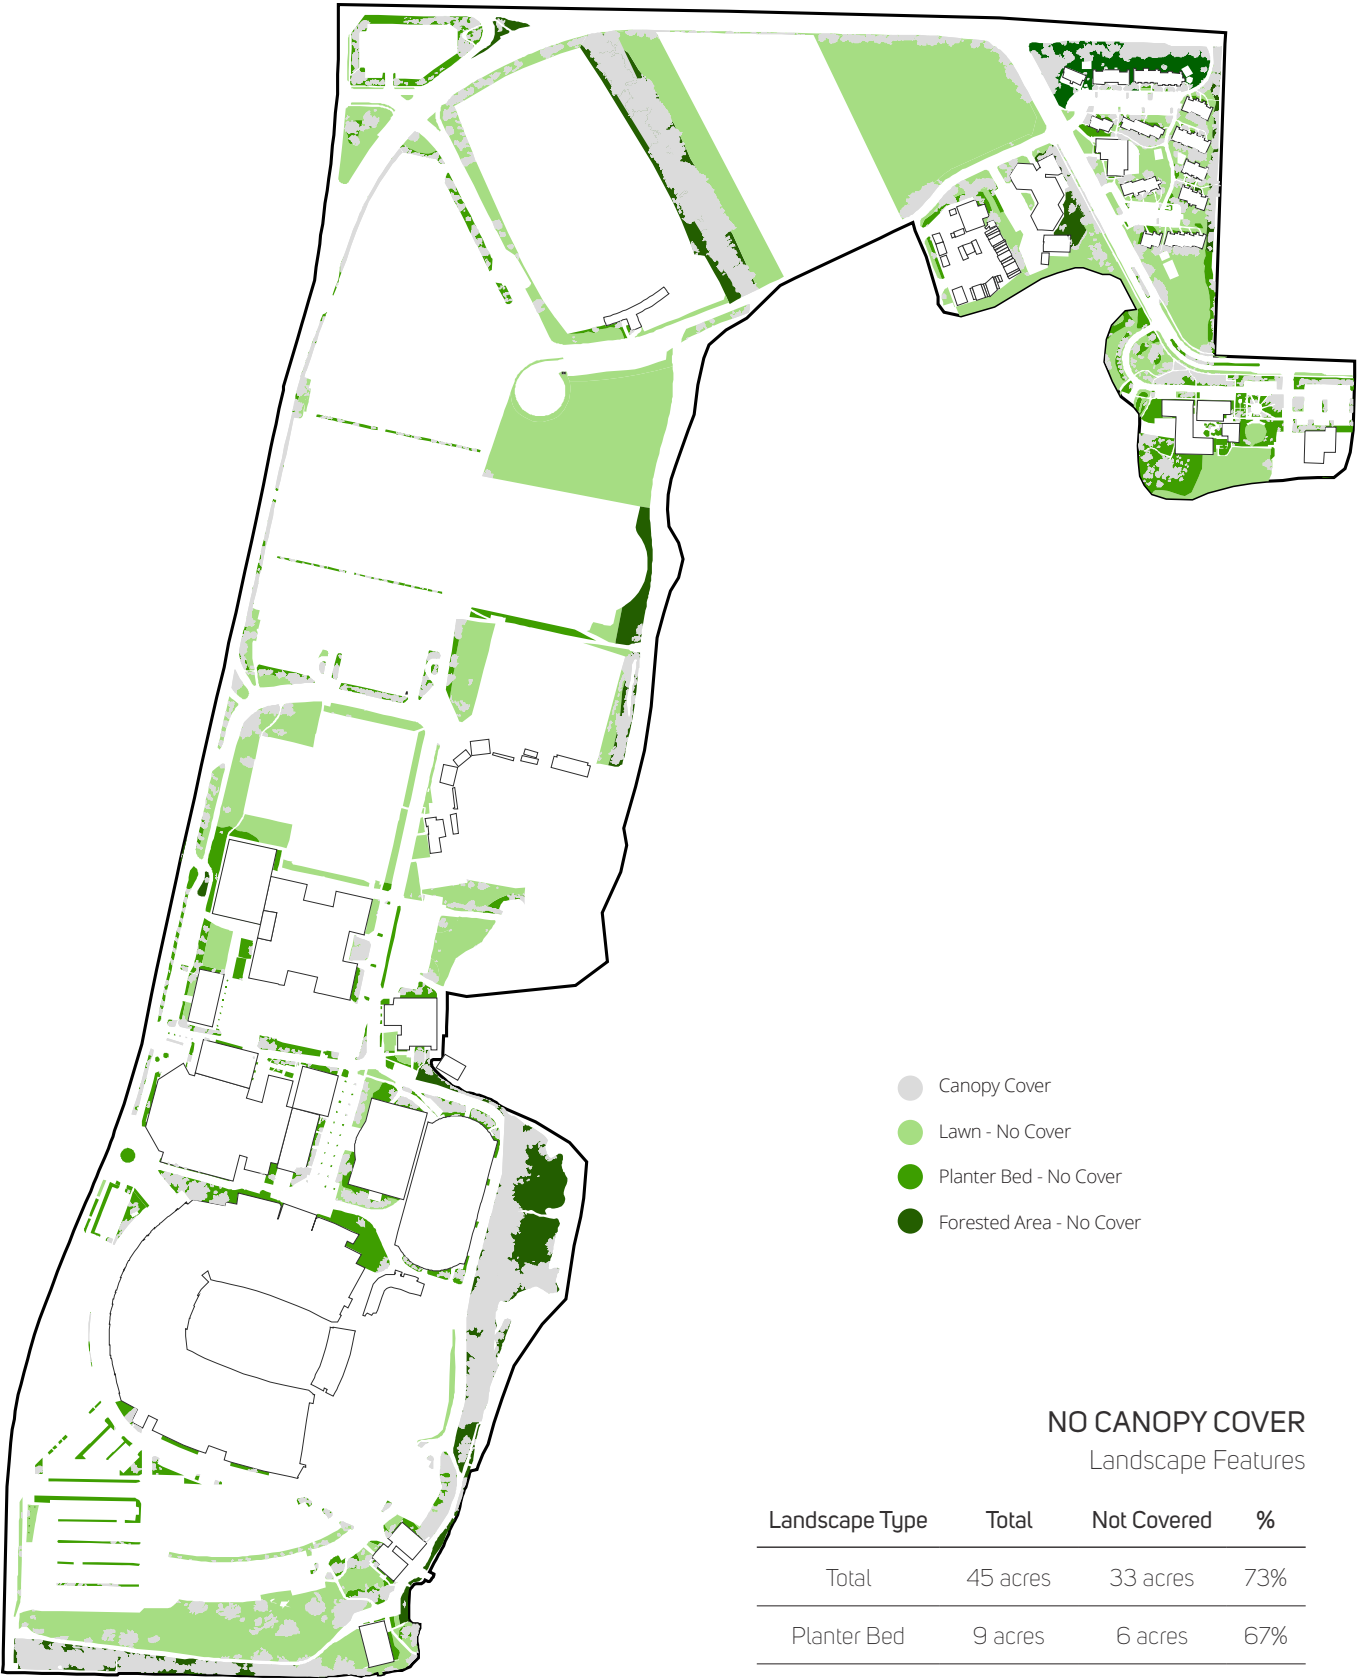 Canopy Cover
Lawn - No Cover
Planter Bed - No Cover
Forested Area - No Cover
NO CANOPY COVER
Landscape Features
Landscape Type Total Not Covered %
Total 45 acres 33 acres 73%
Planter Bed 9 acres 6 acres 67%